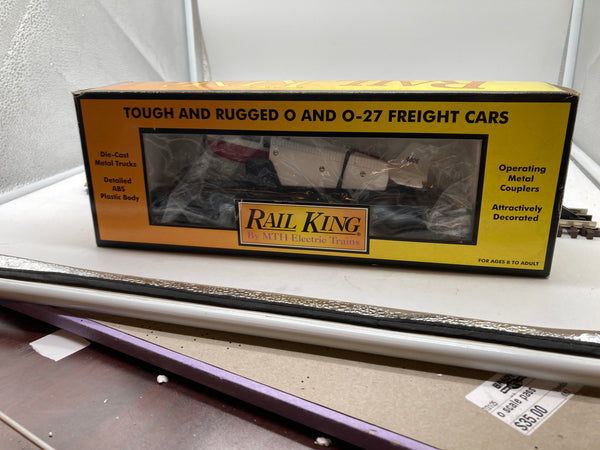 TOUGH AND RUGGED O AND O-27 FREIGHT CARS
Die-Cast
Metal Trucks
Detailed
ABS
Plastic Body
Operating
Metal
Couplers
Attractively
Decorated
RAIL KING®
By MTH Electric Trains
FOR AGES 8 TO ADULT
o scale pass
$35.00